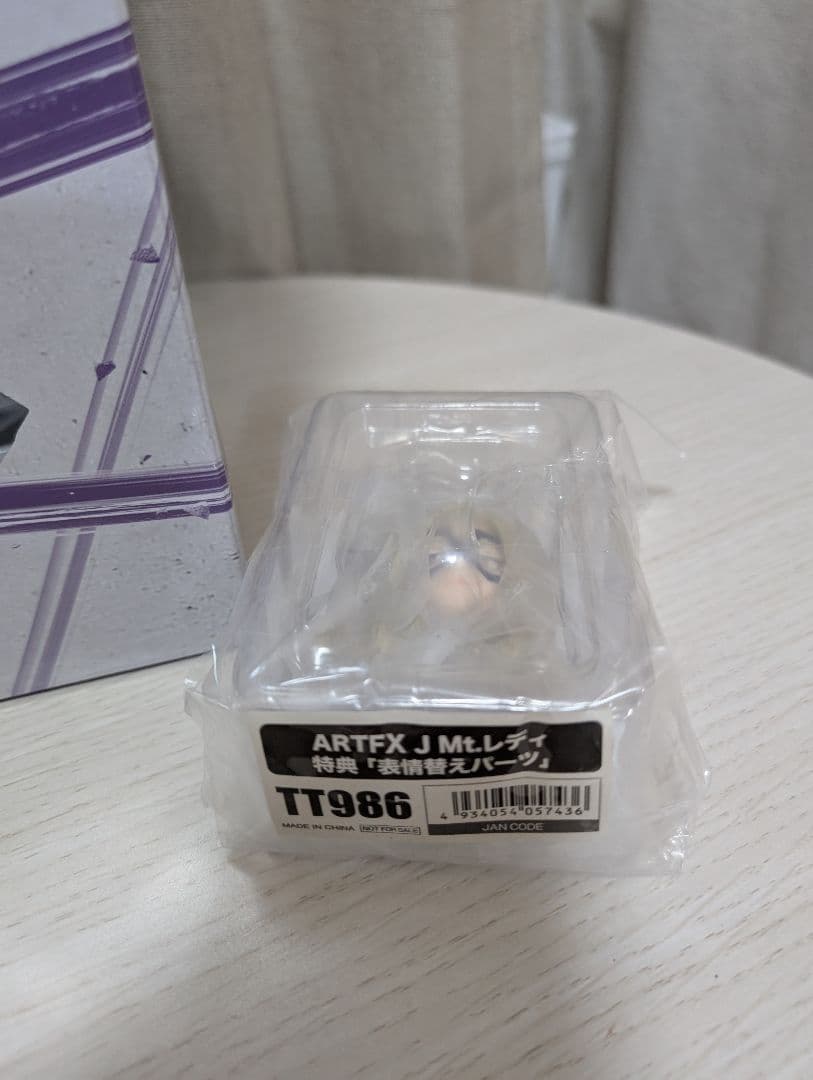 ARTFX J Mt.レディ
特典「表情替えパーツ」
TT986
MADE IN CHINA NOT FOR SALE
4 934054 057436
JAN CODE